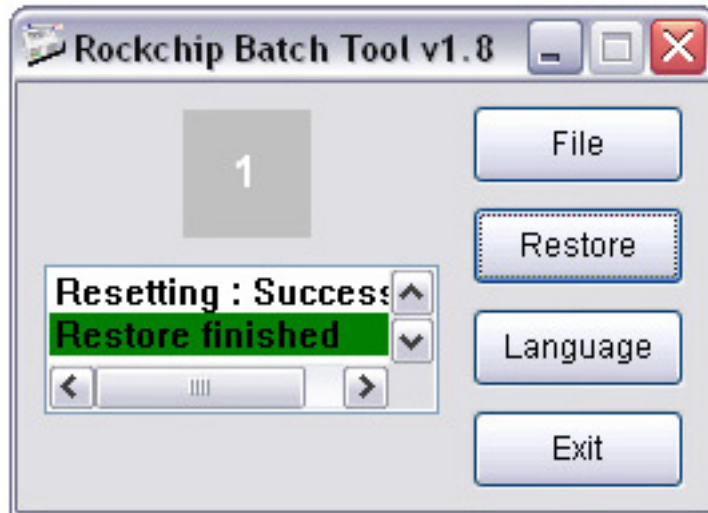 Rockchip Batch Tool v1.8
1
File
Restore
Resetting : Success
Restore finished
Language
Exit